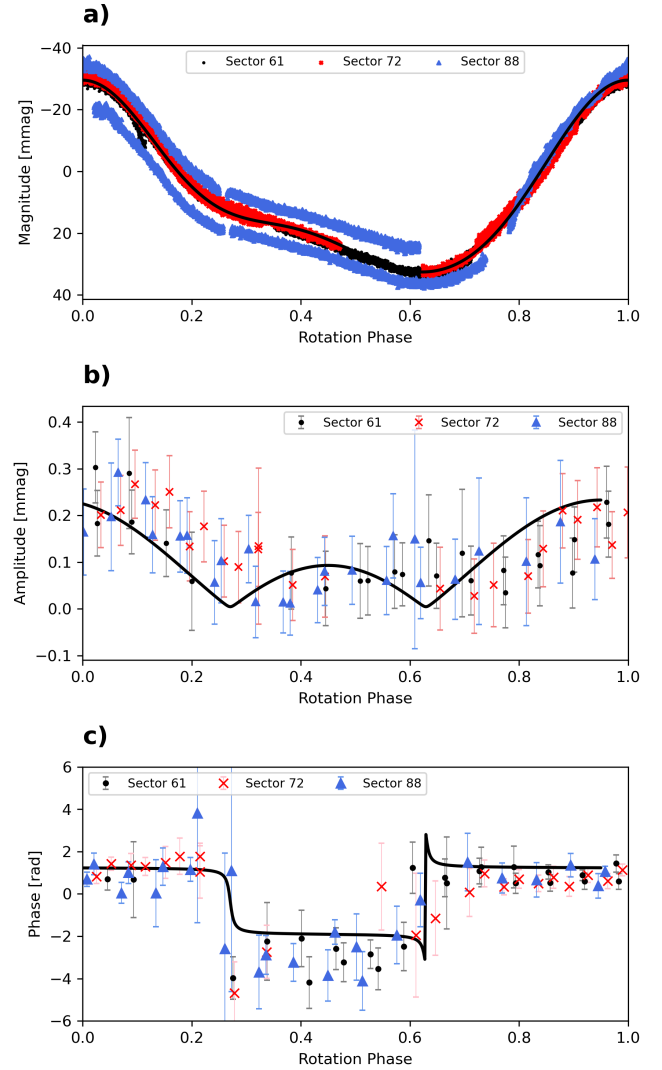 a)
Sector 61 Sector 72 Sector 88
−40
−20
0
20
40
Magnitude [mmag]
0.0 0.2 0.4 0.6 0.8 1.0
Rotation Phase
b)
Sector 61 Sector 72 Sector 88
0.4
0.3
0.2
0.1
0.0
−0.1
Amplitude [mmag]
0.0 0.2 0.4 0.6 0.8 1.0
Rotation Phase
c)
Sector 61 Sector 72 Sector 88
6
4
2
0
−2
−4
−6
Phase [rad]
0.0 0.2 0.4 0.6 0.8 1.0
Rotation Phase